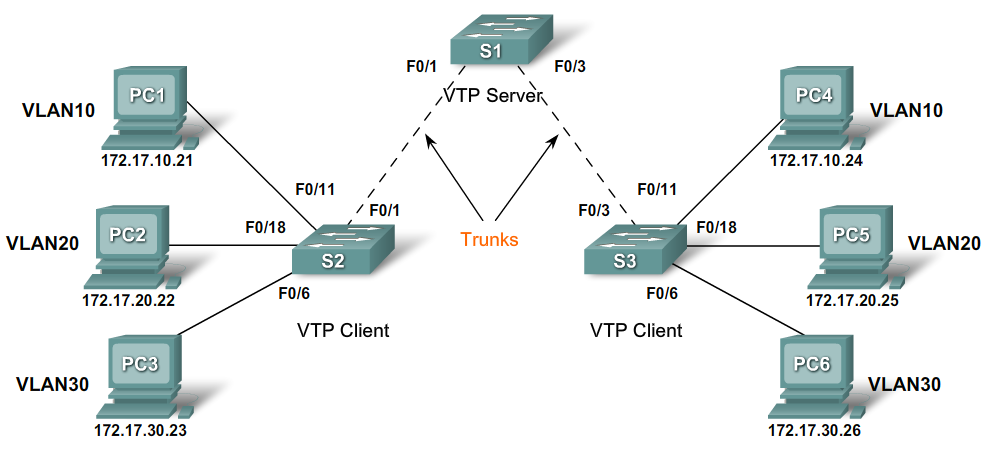 S1
F0/1
F0/3
VTP Server
PC1
VLAN10
172.17.10.21
PC4
VLAN10
172.17.10.24
F0/11
F0/18
F0/1
PC2
VLAN20
172.17.20.22
S2
F0/6
VTP Client
Trunks
F0/11
F0/3
F0/18
PC5
VLAN20
172.17.20.25
S3
F0/6
VTP Client
PC3
VLAN30
172.17.30.23
PC6
VLAN30
172.17.30.26